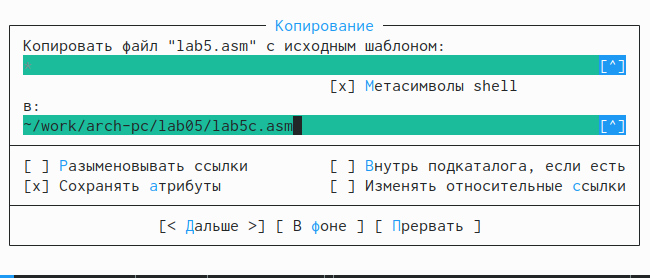 Копирование
Копировать файл "lab5.asm" с исходным шаблоном:
* [^]
[x] Метасимволы shell
в:
~/work/arch-pc/lab05/lab5c.asm [^]
[ ] Разыменовывать ссылки [ ] Внутрь подкаталога, если есть
[x] Сохранять атрибуты [ ] Изменять относительные ссылки
[< Дальше >] [ В фоне ] [ Прервать ]